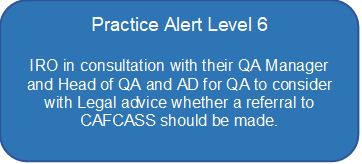 Practice Alert Level 6
IRO in consultation with their QA Manager
and Head of QA and AD for QA to consider
with Legal advice whether a referral to
CAFCASS should be made.